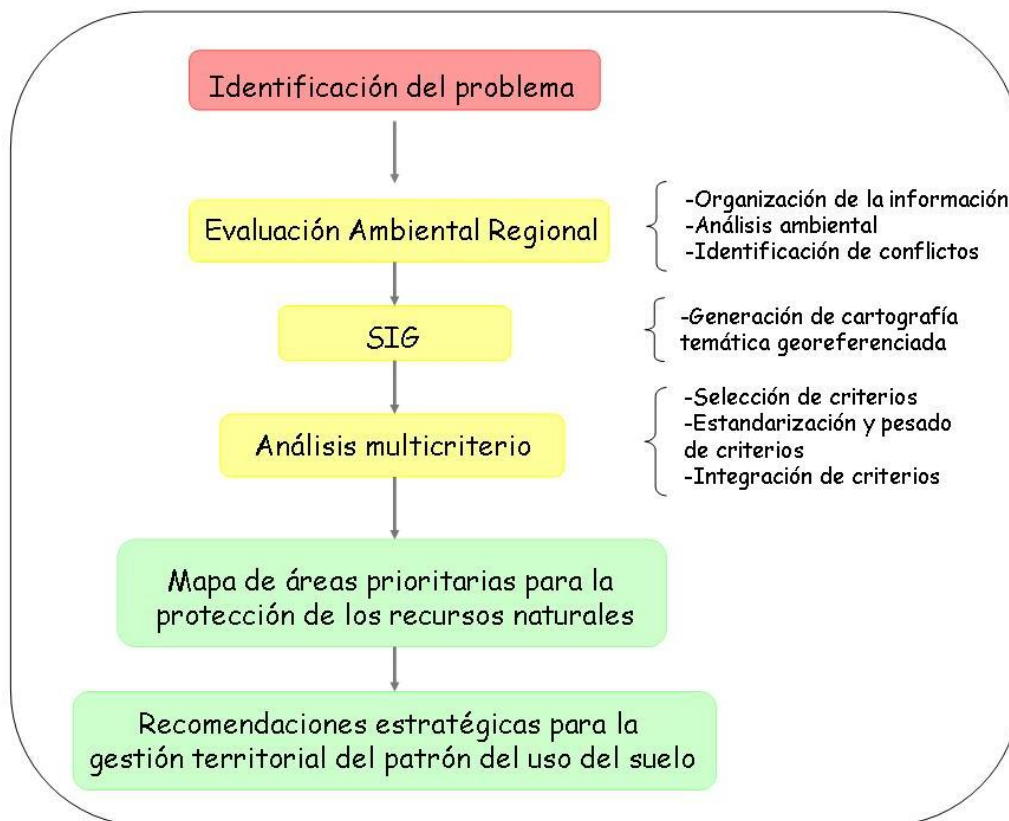 Identificación del problema
Evaluación Ambiental Regional
-Organización de la información
-Análisis ambiental
-Identificación de conflictos
SIG
-Generación de cartografía
temática georeferenciada
Análisis multicriterio
-Selección de criterios
-Estandarización y pesado
de criterios
-Integración de criterios
Mapa de áreas prioritarias para la
protección de los recursos naturales
Recomendaciones estratégicas para la
gestión territorial del patrón del uso del suelo